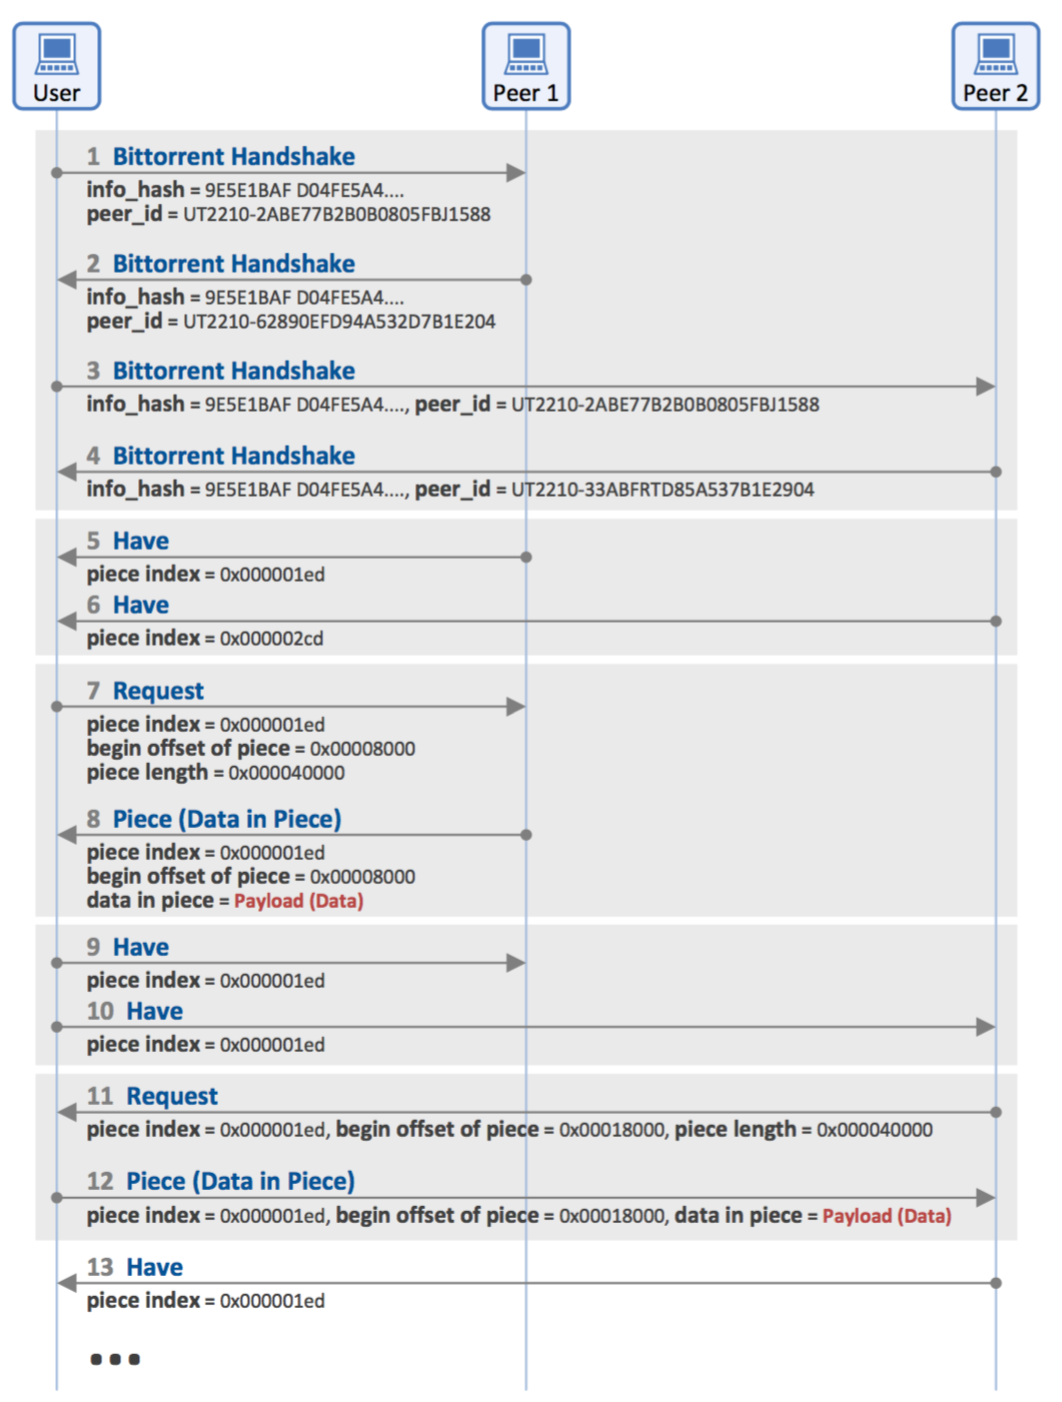 User
Peer 1
Peer 2
1 Bittorrent Handshake
info_hash = 9E5E1BAF D04FE5A4....
peer_id = UT2210-2ABE77B2B0B0805FBJ1588
2 Bittorrent Handshake
info_hash = 9E5E1BAF D04FE5A4....
peer_id = UT2210-62890EFD94A532D7B1E204
3 Bittorrent Handshake
info_hash = 9E5E1BAF D04FE5A4...., peer_id = UT2210-2ABE77B2B0B0805FBJ1588
4 Bittorrent Handshake
info_hash = 9E5E1BAF D04FE5A4...., peer_id = UT2210-33ABFRTD85A537B1E2904
5 Have
piece index = 0x000001ed
6 Have
piece index = 0x000002cd
7 Request
piece index = 0x000001ed
begin offset of piece = 0x00008000
piece length = 0x000040000
8 Piece (Data in Piece)
piece index = 0x000001ed
begin offset of piece = 0x00008000
data in piece = Payload (Data)
9 Have
piece index = 0x000001ed
10 Have
piece index = 0x000001ed
11 Request
piece index = 0x000001ed, begin offset of piece = 0x00018000, piece length = 0x000040000
12 Piece (Data in Piece)
piece index = 0x000001ed, begin offset of piece = 0x00018000, data in piece = Payload (Data)
13 Have
piece index = 0x000001ed
...